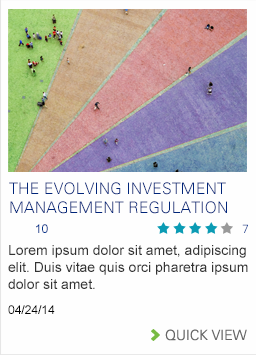 THE EVOLVING INVESTMENT
MANAGEMENT REGULATION
10 7
Lorem ipsum dolor sit amet, adipiscing
elit. Duis vitae quis orci pharetra ipsum
dolor sit amet.
04/24/14
QUICK VIEW